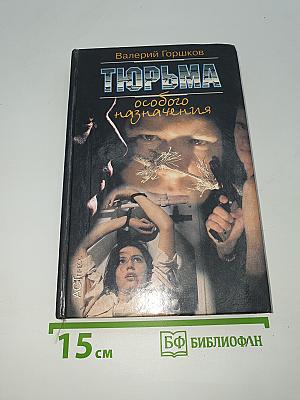 Валерий Горшков
ТЮРЬМА
особого
назначения
15 см
БФ БИБЛИОФАН